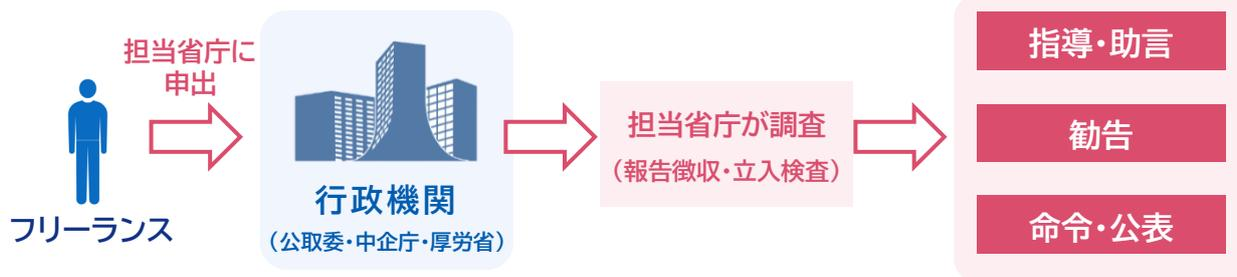 担当省庁に
申出
フリーランス
行政機関
（公取委・中企庁・厚労省）
担当省庁が調査
（報告徴収・立入検査）
指導・助言
勧告
命令・公表